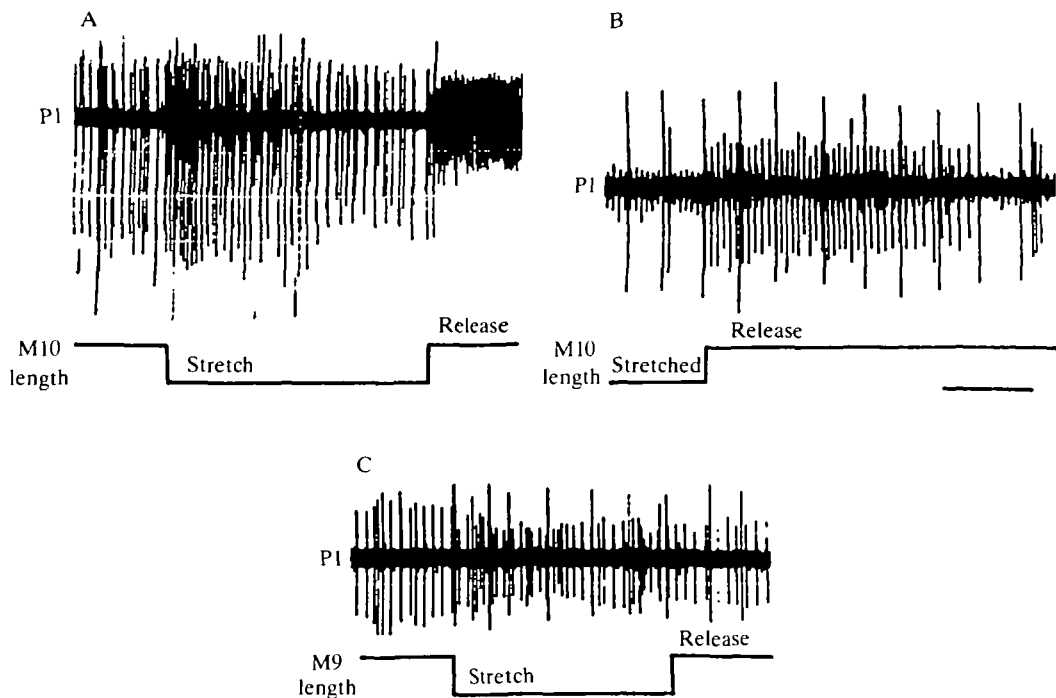 A
P1
Release
M10
length
Stretch
B
P1
Release
M10
length
Stretched
C
P1
Release
M9
length
Stretch